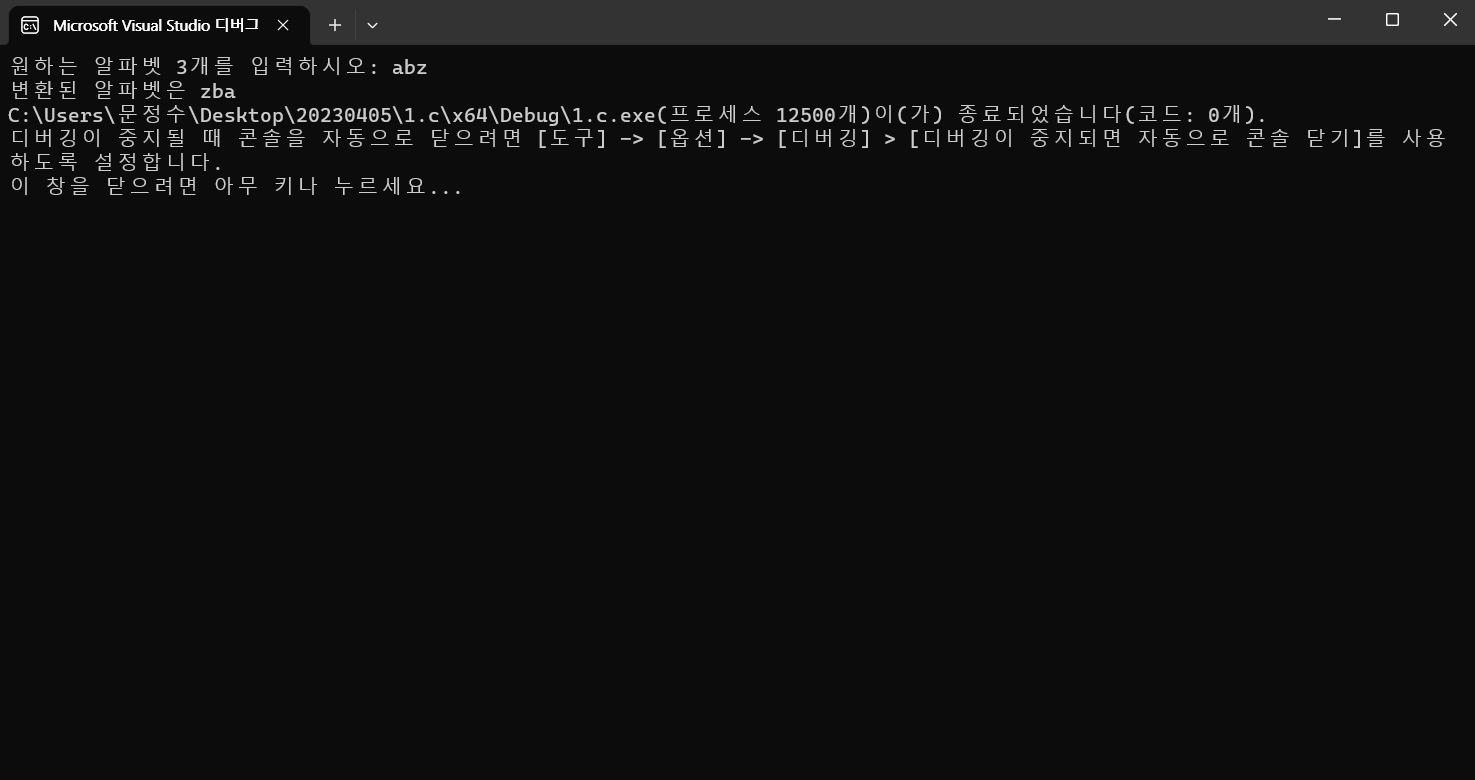 Microsoft Visual Studio 디버그
원하는 알파벳 3개를 입력하시오: abz
변환된 알파벳은 zba
C:\Users\문정수\Desktop\20230405\1.c\x64\Debug\1.c.exe(프로세스 12500개)이(가) 종료되었습니다(코드: 0개).
디버깅이 중지될 때 콘솔을 자동으로 닫으려면 [도구] -> [옵션] -> [디버깅] > [디버깅이 중지되면 자동으로 콘솔 닫기]를 사용
하도록 설정합니다.
이 창을 닫으려면 아무 키나 누르세요...